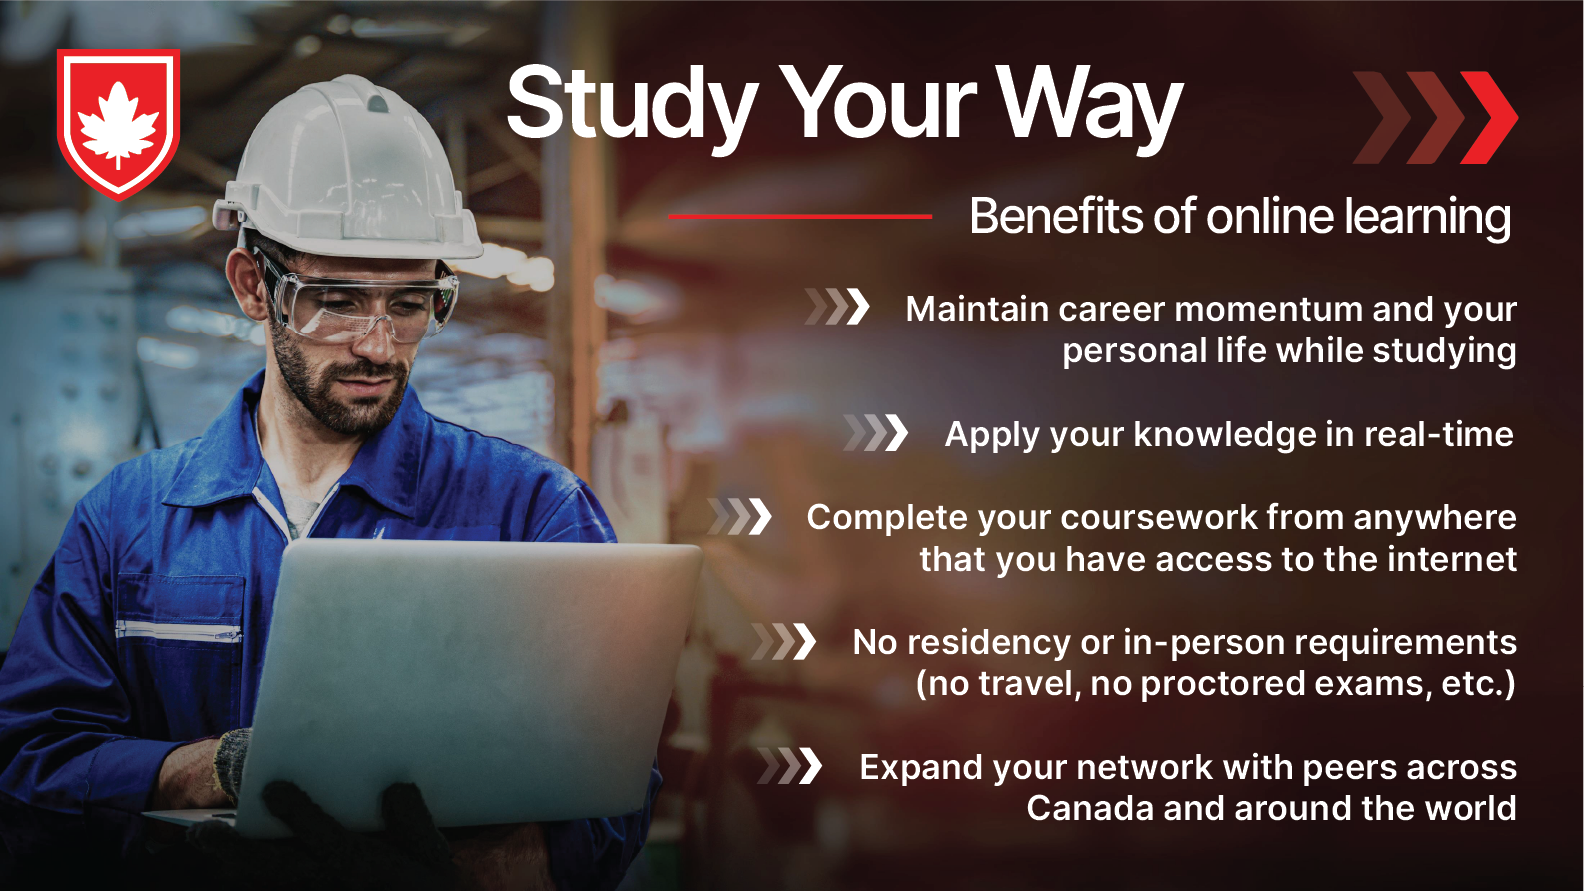 Study Your Way
Benefits of online learning
Maintain career momentum and your
personal life while studying
Apply your knowledge in real-time
Complete your coursework from anywhere
that you have access to the internet
No residency or in-person requirements
(no travel, no proctored exams, etc.)
Expand your network with peers across
Canada and around the world